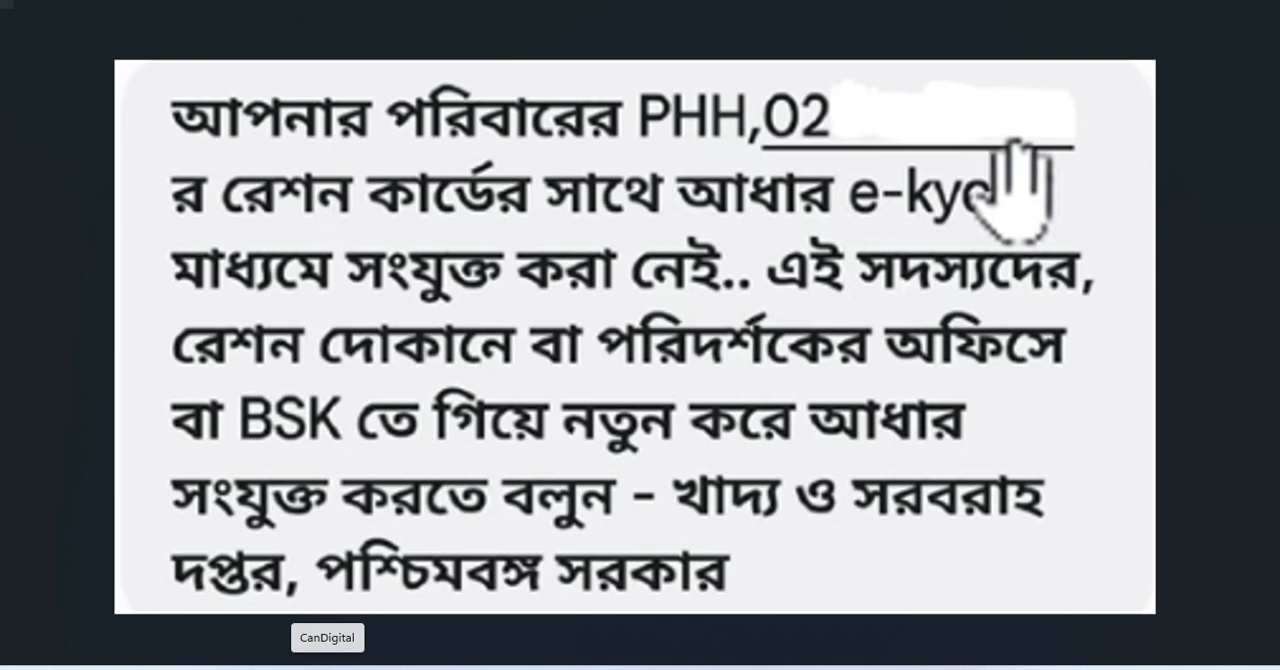 আপনার পরিবারের PHH,02
র রেশন কার্ডের সাথে আধার e-kyc
মাধ্যমে সংযুক্ত করা নেই.. এই সদস্যদের,
রেশন দোকানে বা পরিদর্শকের অফিসে
বা BSK তে গিয়ে নতুন করে আধার
সংযুক্ত করতে বলুন - খাদ্য ও সরবরাহ
দপ্তর, পশ্চিমবঙ্গ সরকার
CanDigital